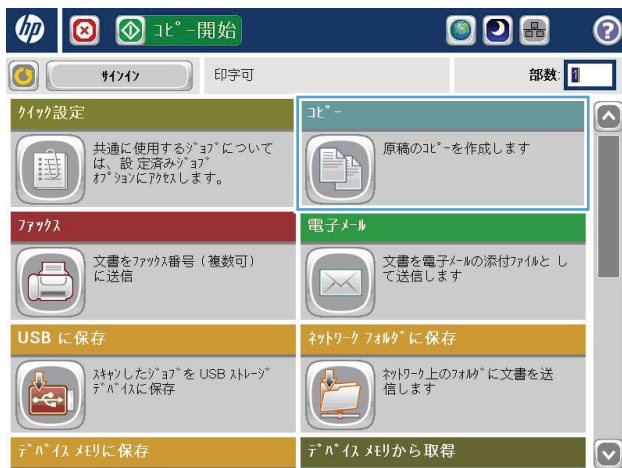 hp
ｺﾋﾟｰ開始
?
ｻｲﾝｲﾝ
印字可
部数: 1
ｸｲｯｸ設定
共通に使用するｼﾞｮﾌﾞについて
は、設 定済みｼﾞｮﾌﾞ
ｵﾌﾟｼｮﾝにｱｸｾｽしま す。
ｺﾋﾟｰ
原稿のｺﾋﾟｰを作成します
ﾌｧｯｸｽ
文書をﾌｧｯｸｽ番号（複数可）
に送信
電子ﾒｰﾙ
文書を電子ﾒｰﾙの添付ﾌｧｲﾙと し
て送信しま す
USB に保存
ｽｷｬﾝしたｼﾞｮﾌﾞを USB ｽﾄﾚｰｼﾞ
ﾃﾞﾊﾞｲｽに保存
ﾈｯﾄﾜｰｸ ﾌｫﾙﾀﾞに保存
ﾈｯﾄﾜｰｸ上のﾌｫﾙﾀﾞに文書を送
信します
ﾃﾞﾊﾞｲｽ ﾒﾓﾘに保存
ﾃﾞﾊﾞｲｽ ﾒﾓﾘから取得